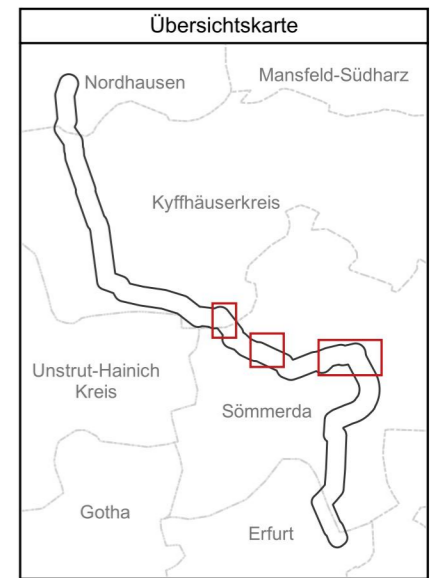 Übersichtskarte
Nordhausen
Mansfeld-Südharz
Kyffhäuserkreis
Unstrut-Hainich
Kreis
Sömmerda
Gotha
Erfurt